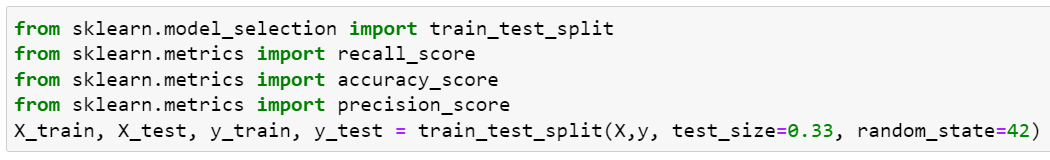 from sklearn.model_selection import train_test_split
from sklearn.metrics import recall_score
from sklearn.metrics import accuracy_score
from sklearn.metrics import precision_score
X_train, X_test, y_train, y_test = train_test_split(X,y, test_size=0.33, random_state=42)